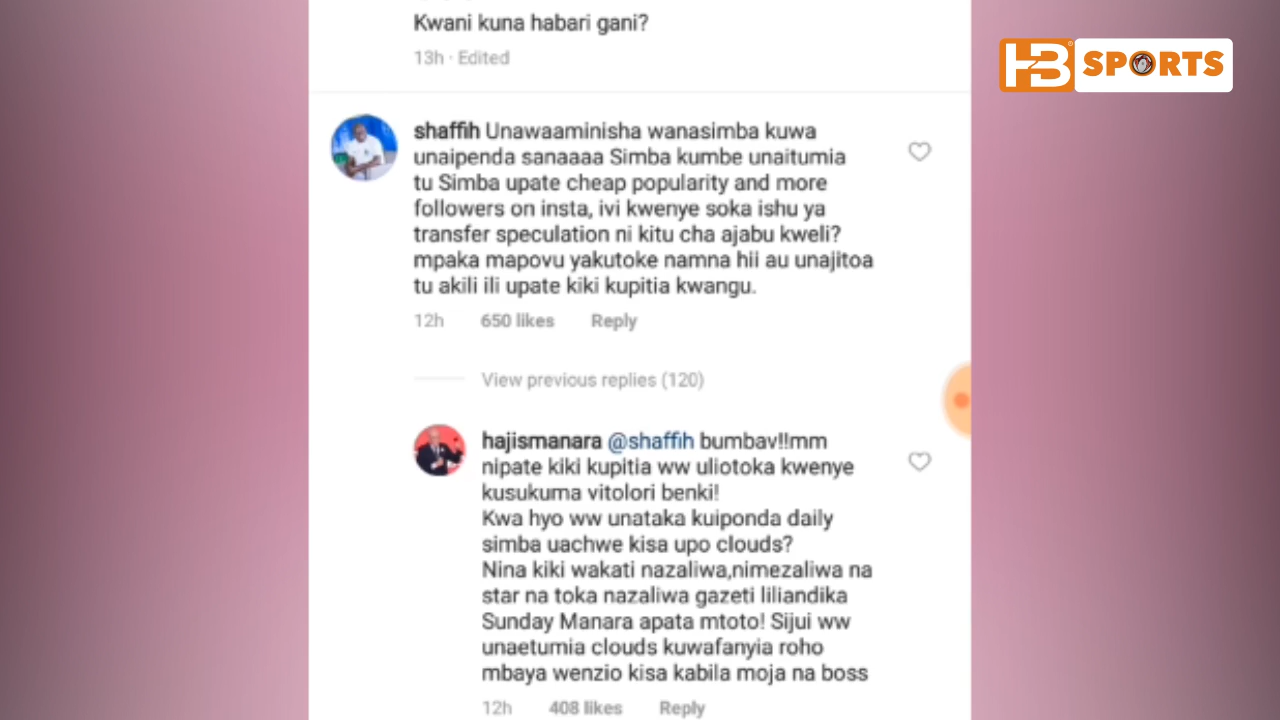 Kwani kuna habari gani?
13h · Edited
HB SPORTS
shaffih Unawaaminisha wanasimba kuwa
unaipenda sanaaaa Simba kumbe unaitumia
tu Simba upate cheap popularity and more
followers on insta, ivi kwenye soka ishu ya
transfer speculation ni kitu cha ajabu kweli?
mpaka mapovu yakutoke namna hii au unajitoa
tu akili ili upate kiki kupitia kwangu.
12h 650 likes Reply
View previous replies (120)
hajismanara @shaffih bumbav!!mm
nipate kiki kupitia ww uliotoka kwenye
kusukuma vitolori benki!
Kwa hyo ww unataka kuiponda daily
simba uachwe kisa upo clouds?
Nina kiki wakati nazaliwa,nimezaliwa na
star na toka nazaliwa gazeti liliandika
Sunday Manara apata mtoto! Sijui ww
unaetumia clouds kuwafanyia roho
mbaya wenzio kisa kabila moja na boss
12h 408 likes Reply